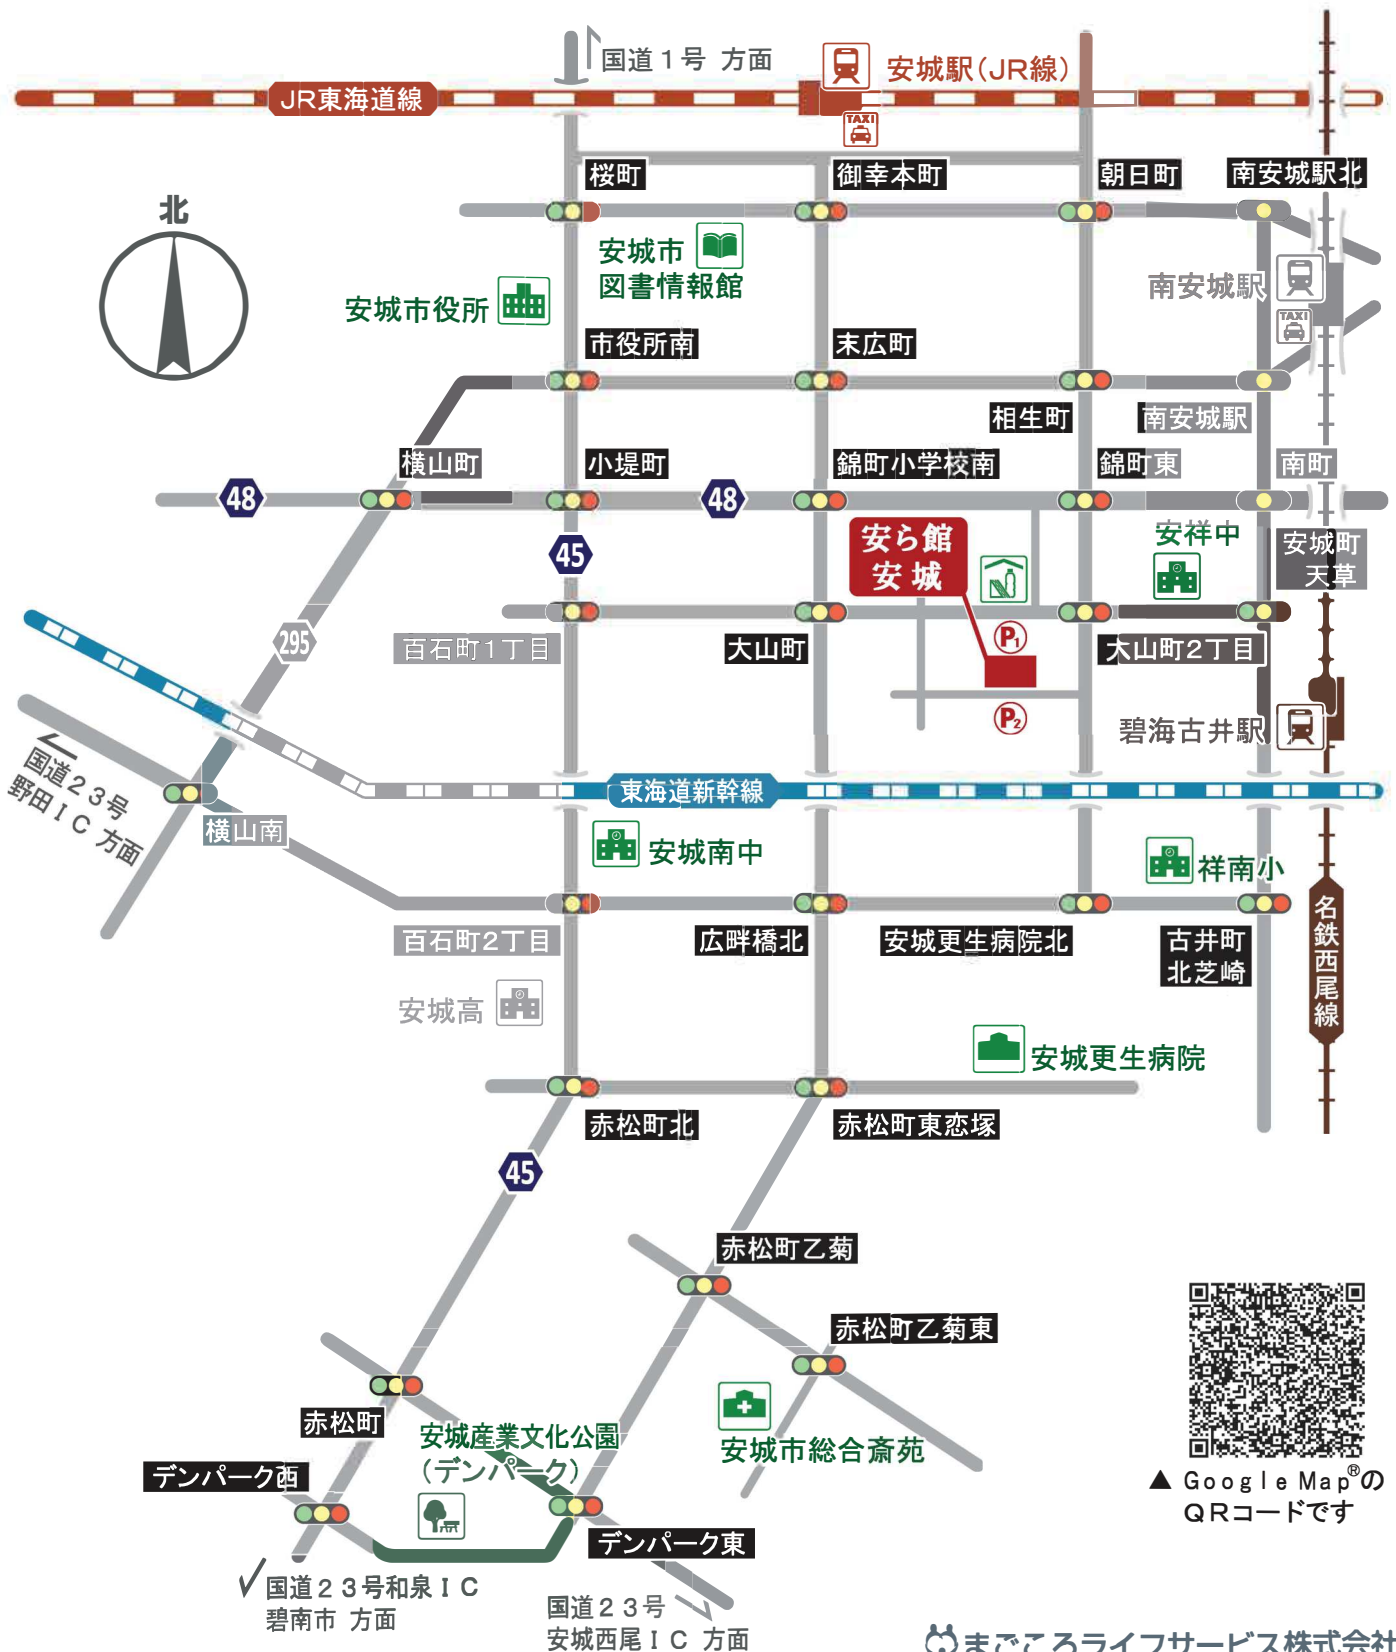 国道１号 方面
安城駅(JR線)
JR東海道線
TAXI
桜町
御幸本町
朝日町
南安城駅北
北
安城市
図書情報館
安城市役所
南安城駅
TAXI
市役所南
末広町
相生町
南安城駅
横山町
小堤町
錦町小学校南
錦町東
南町
48
48
45
安ら館
安城
安祥中
安城町
天草
295
百石町1丁目
大山町
P1
大山町2丁目
P2
碧海古井駅
国道２３号
野田ＩＣ 方面
東海道新幹線
横山南
安城南中
祥南小
百石町2丁目
広畔橋北
安城更生病院北
古井町
北芝崎
名鉄西尾線
安城高
安城更生病院
赤松町北
赤松町東恋塚
45
赤松町乙菊
赤松町乙菊東
赤松町
安城産業文化公園
(デンパーク)
安城市総合斎苑
デンパーク西
デンパーク東
▲ Google Map®の
QRコードです
国道２３号和泉ＩＣ
碧南市 方面
国道２３号
安城西尾ＩＣ 方面
まごころライフサービス株式会社